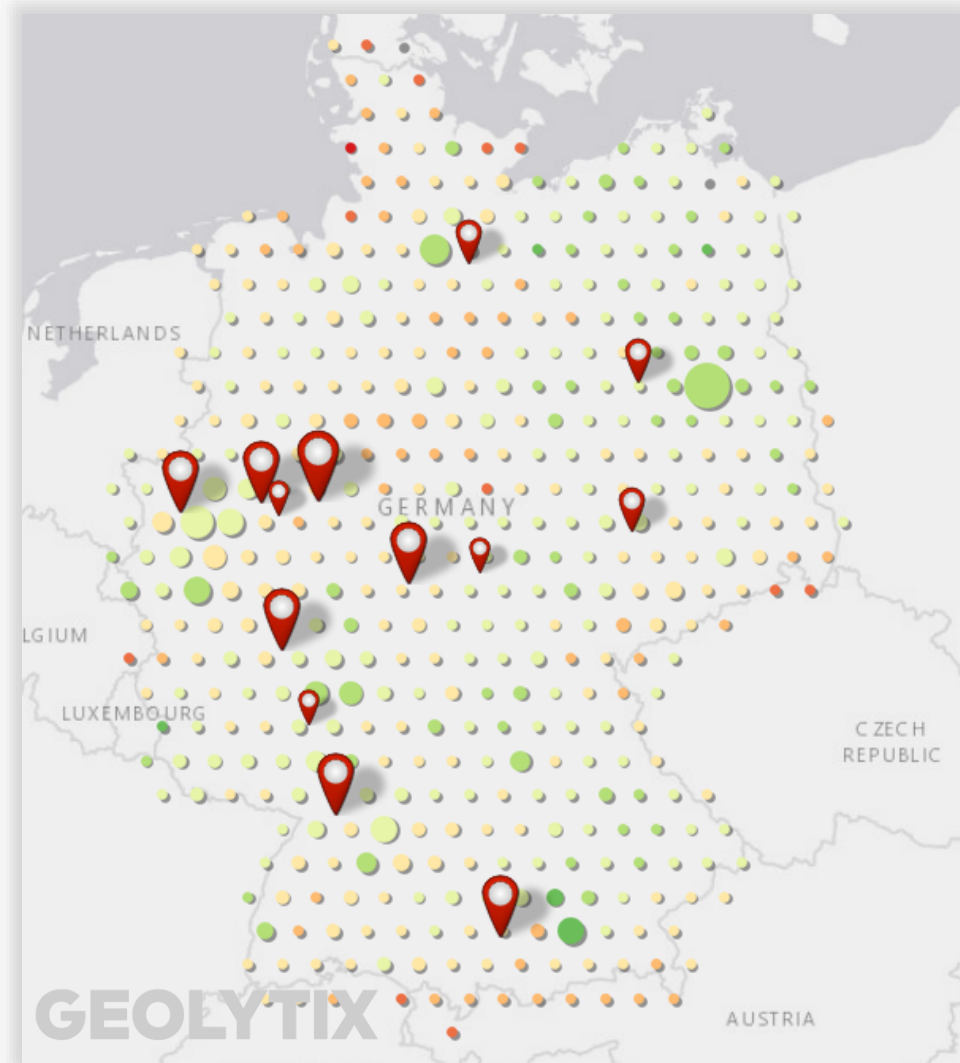 NETHERLANDS
GERMANY
LGIUM
LUXEMBOURG
CZECH
REPUBLIC
AUSTRIA
GEOLYTIX